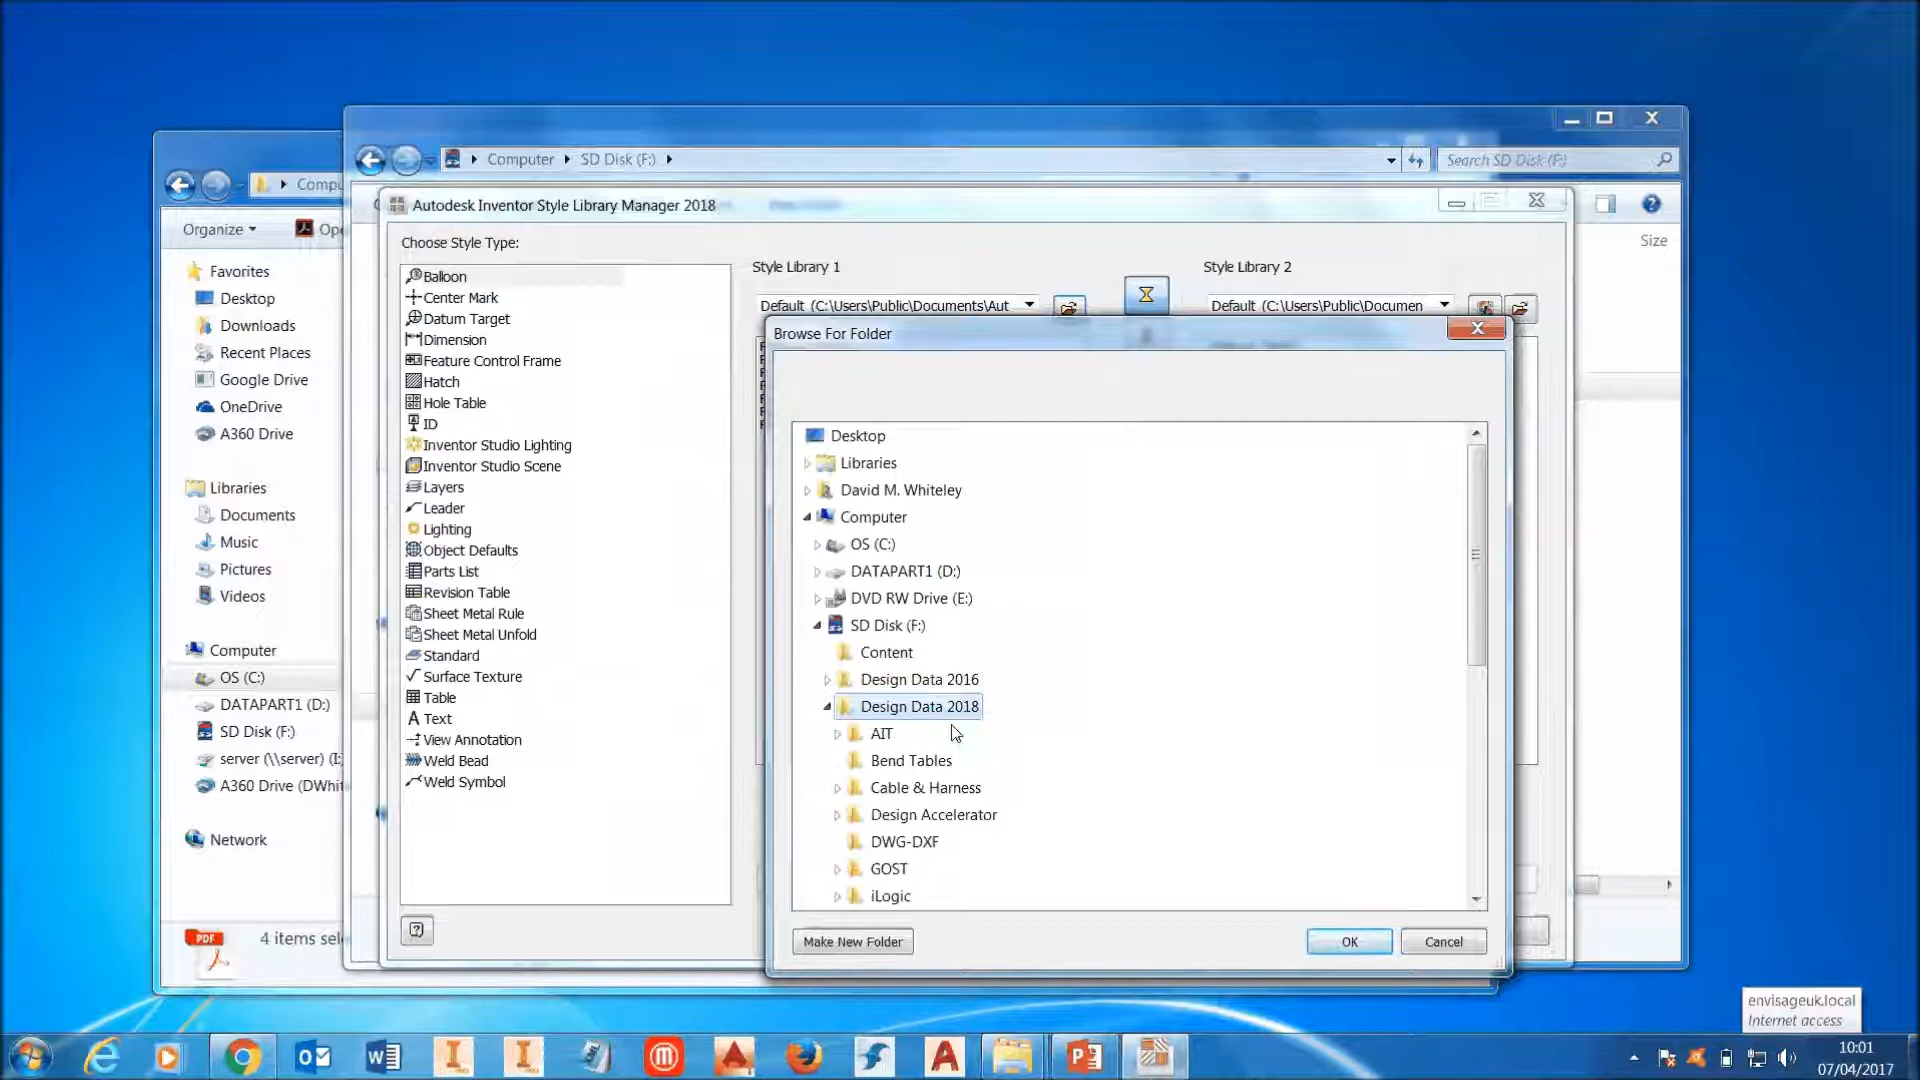 Computer
SD Disk (F:)
Search SD Disk (F:)
Organize
Size
Favorites
Desktop
Downloads
Recent Places
Google Drive
OneDrive
A360 Drive
Libraries
Documents
Music
Pictures
Videos
Computer
OS (C:)
DATAPART1 (D:)
SD Disk (F:)
server (\\server) (I:
A360 Drive (DWhit
Network
PDF
4 items sel
Autodesk Inventor Style Library Manager 2018
Choose Style Type:
Balloon
Center Mark
Datum Target
Dimension
Feature Control Frame
Hatch
Hole Table
ID
Inventor Studio Lighting
Inventor Studio Scene
Layers
Leader
Lighting
Object Defaults
Parts List
Revision Table
Sheet Metal Rule
Sheet Metal Unfold
Standard
Surface Texture
Table
Text
View Annotation
Weld Bead
Weld Symbol
Style Library 1
Default (C:\Users\Public\Documents\Aut
Style Library 2
Default (C:\Users\Public\Documen
Browse For Folder
Desktop
Libraries
David M. Whiteley
Computer
OS (C:)
DATAPART1 (D:)
DVD RW Drive (E:)
SD Disk (F:)
Content
Design Data 2016
Design Data 2018
AIT
Bend Tables
Cable & Harness
Design Accelerator
DWG-DXF
GOST
iLogic
Make New Folder
OK
Cancel
envisageuk.local
Internet access
10:01
07/04/2017